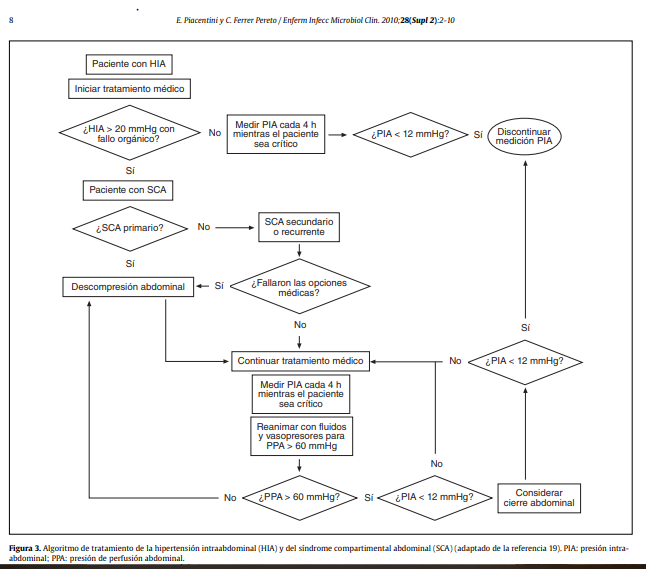 8
E. Piacentini y C. Ferrer Pereto / Enferm Infecc Microbiol Clin. 2010;28(Supl 2):2-10
Paciente con HIA
Iniciar tratamiento médico
¿HIA > 20 mmHg con
fallo orgánico?
No
Medir PIA cada 4 h
mientras el paciente
sea crítico
¿PIA < 12 mmHg?
Sí
Discontinuar
medición PIA
Sí
Paciente con SCA
¿SCA primario?
No
SCA secundario
o recurrente
Sí
Descompresión abdominal
Sí
¿Fallaron las opciones
médicas?
No
Sí
Continuar tratamiento médico
No
¿PIA < 12 mmHg?
Medir PIA cada 4 h
mientras el paciente
sea crítico
Reanimar con fluidos
y vasopresores para
PPA > 60 mmHg
No
No
¿PPA > 60 mmHg?
Sí
¿PIA < 12 mmHg?
Considerar
cierre abdominal
Figura 3. Algoritmo de tratamiento de la hipertensión intraabdominal (HIA) y del síndrome compartimental abdominal (SCA) (adaptado de la referencia 19). PIA: presión intra-
abdominal; PPA: presión de perfusión abdominal.